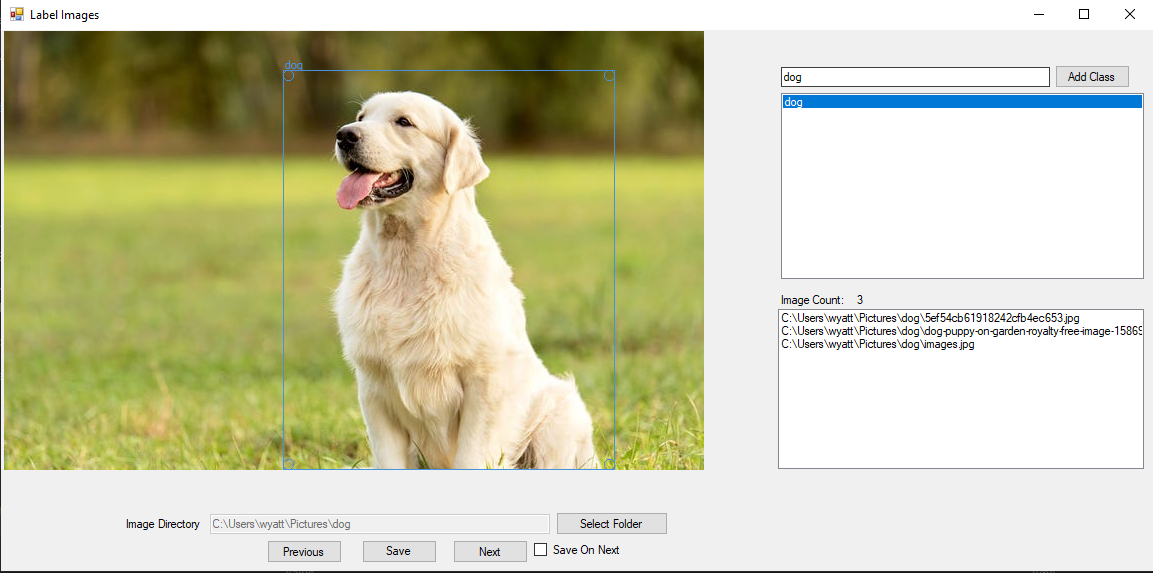 Label Images
dog
dog
Add Class
dog
Image Count: 3
C:\Users\wyatt\Pictures\dog\5ef54cb61918242cfb4ec653.jpg
C:\Users\wyatt\Pictures\dog\dog-puppy-on-garden-royalty-free-image-1586
C:\Users\wyatt\Pictures\dog\images.jpg
Image Directory
C:\Users\wyatt\Pictures\dog
Select Folder
Previous
Save
Next
Save On Next